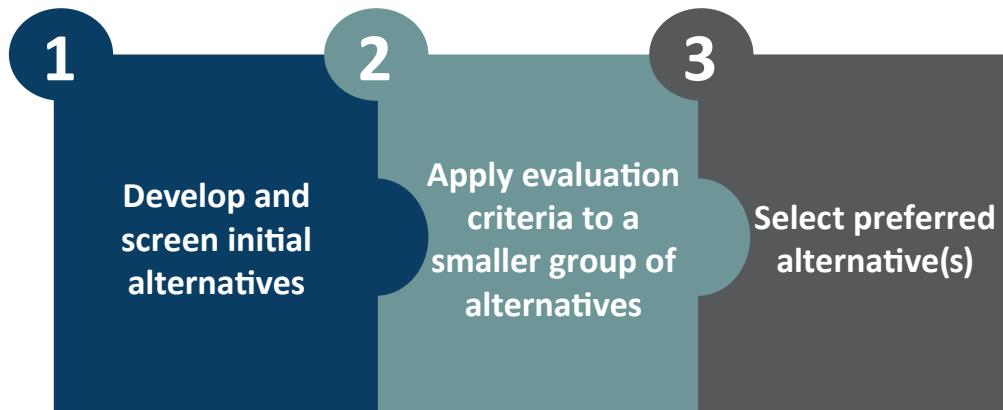 1
Develop and
screen initial
alternatives
2
Apply evaluation
criteria to a
smaller group of
alternatives
3
Select preferred
alternative(s)